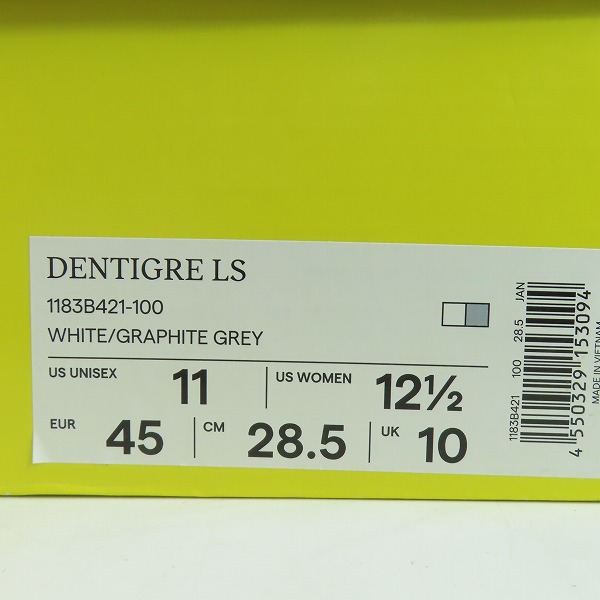 DENTIGRE LS
1183B421-100
WHITE/GRAPHITE GREY
US UNISEX 11 US WOMEN 12½
EUR 45 CM 28.5 UK 10
1183B421 100 28.5 JAN
4 550329 153094
MADE IN VIETNAM